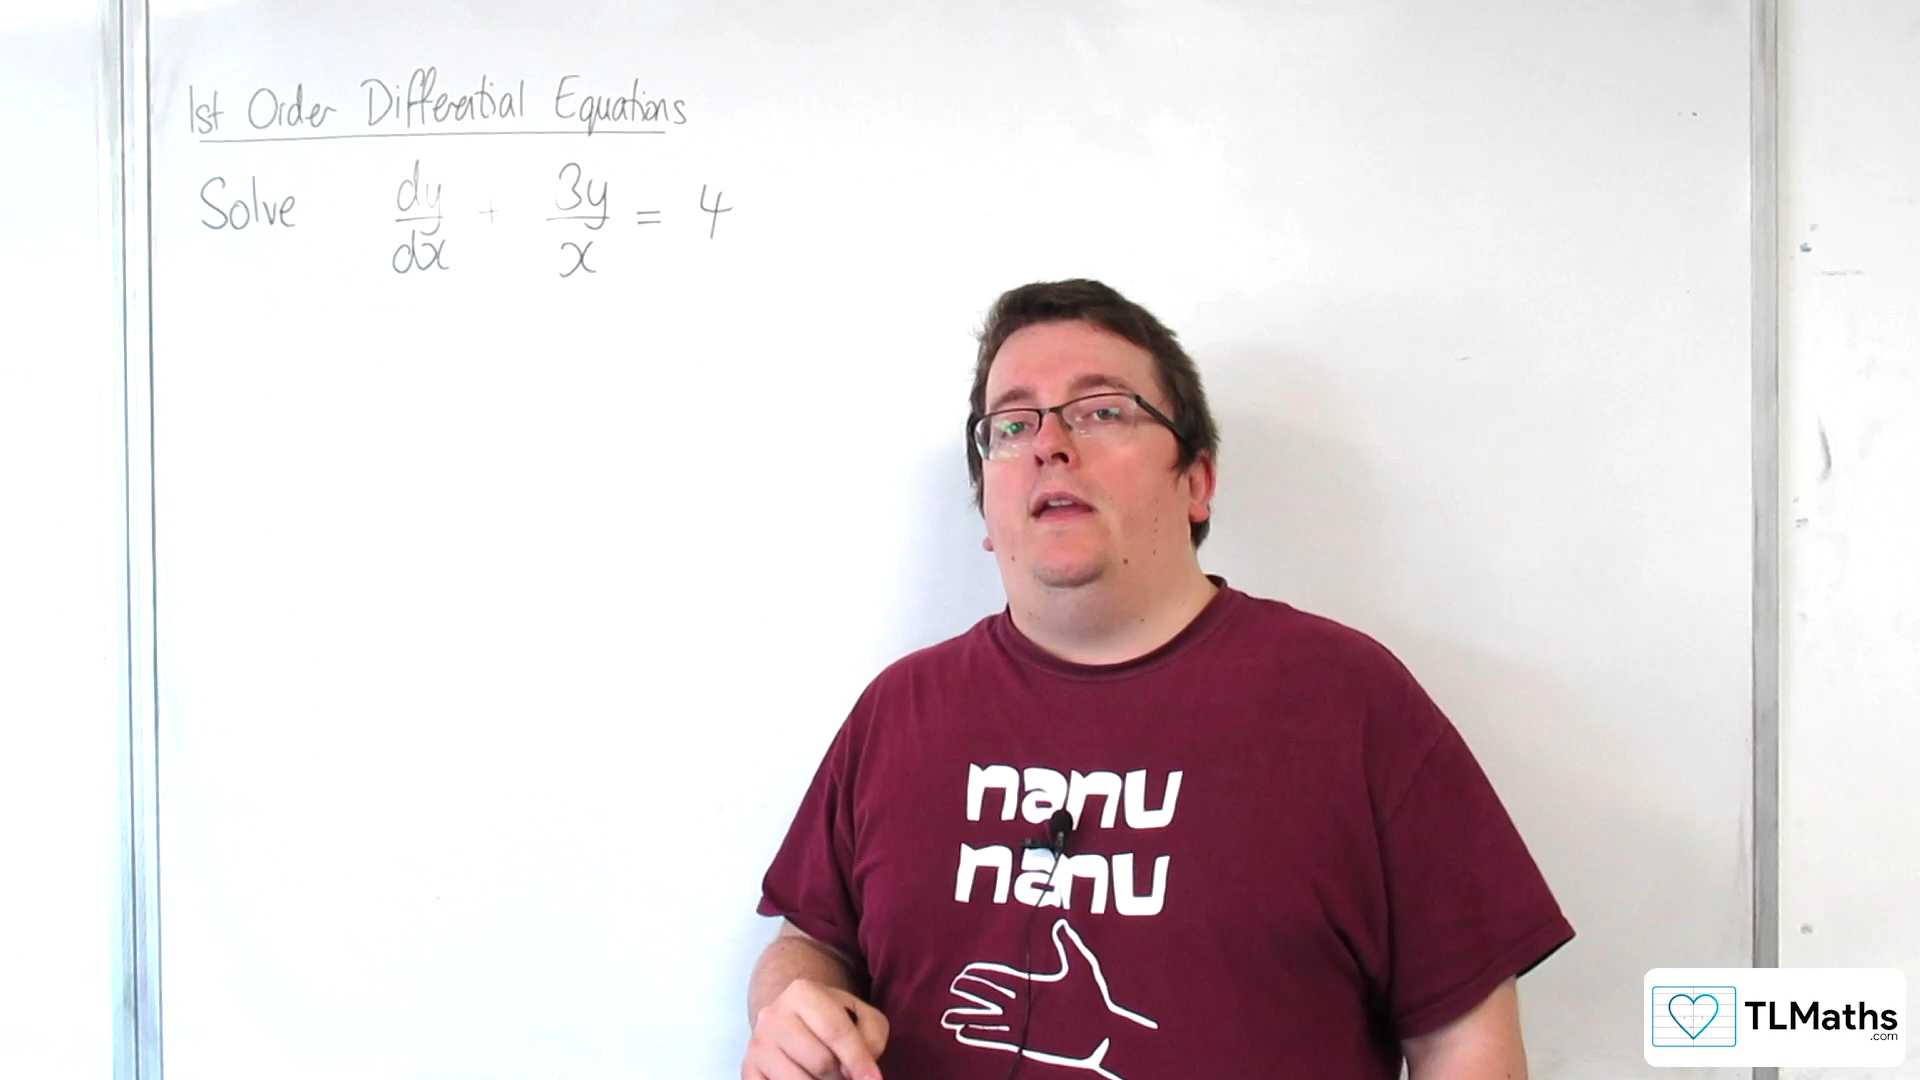 1st Order Differential Equations
Solve dy/dx + 3y/x = 4
nanu
nanu
TLMaths
.com